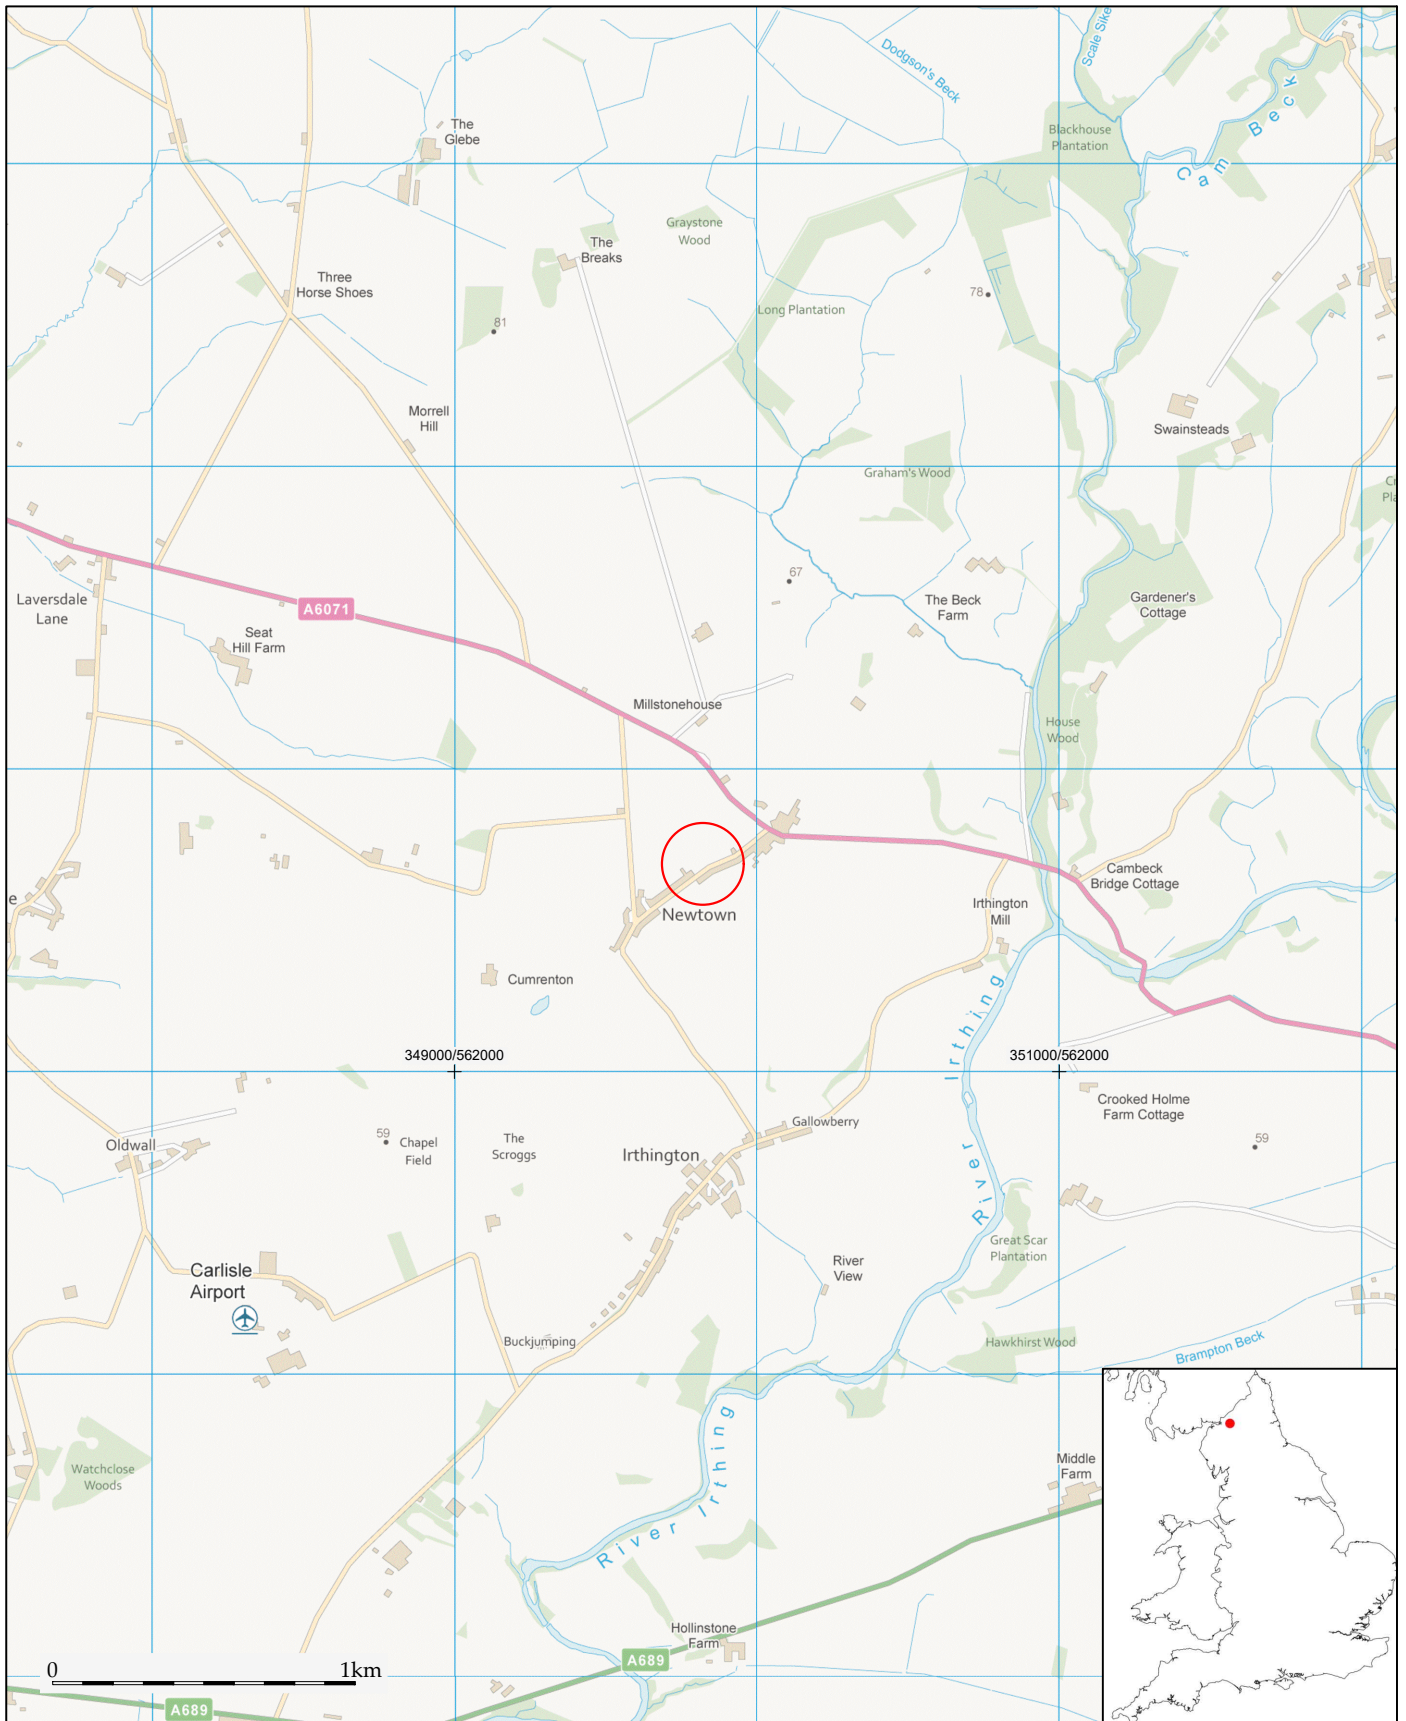 Dodgson's Beck
Scale Sike
Cam Beck
The
Glebe
Blackhouse
Plantation
Graystone
Wood
The
Breaks
Three
Horse Shoes
78
Long Plantation
81
Morrell
Hill
Swainsteads
Graham's Wood
67
Laversdale
Lane
A6071
The Beck
Farm
Gardener's
Cottage
Seat
Hill Farm
Millstonehouse
House
Wood
Cambeck
Bridge Cottage
e
Irthington
Mill
Newtown
Cumrenton
River Irthing
349000/562000
351000/562000
Crooked Holme
Farm Cottage
Gallowberry
59
Chapel
Field
The
Scroggs
59
Oldwall
Irthington
Great Scar
Plantation
River
View
Carlisle
Airport
Buckjumping
Hawkhirst Wood
Brampton Beck
River Irthing
Watchclose
Woods
Middle
Farm
Hollinstone
Farm
A689
0 1km
A689